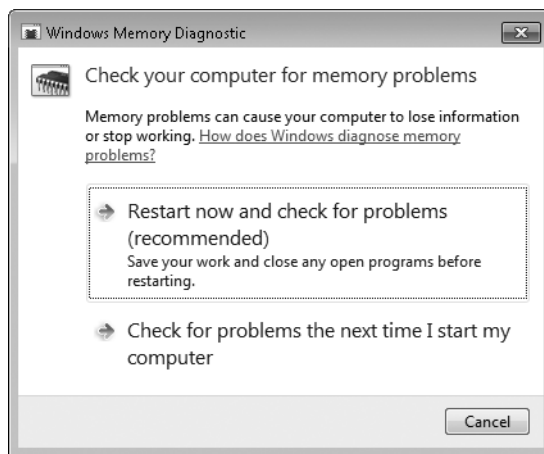 Windows Memory Diagnostic
Check your computer for memory problems
Memory problems can cause your computer to lose information
or stop working. How does Windows diagnose memory
problems?
Restart now and check for problems
(recommended)
Save your work and close any open programs before
restarting.
Check for problems the next time I start my
computer
Cancel